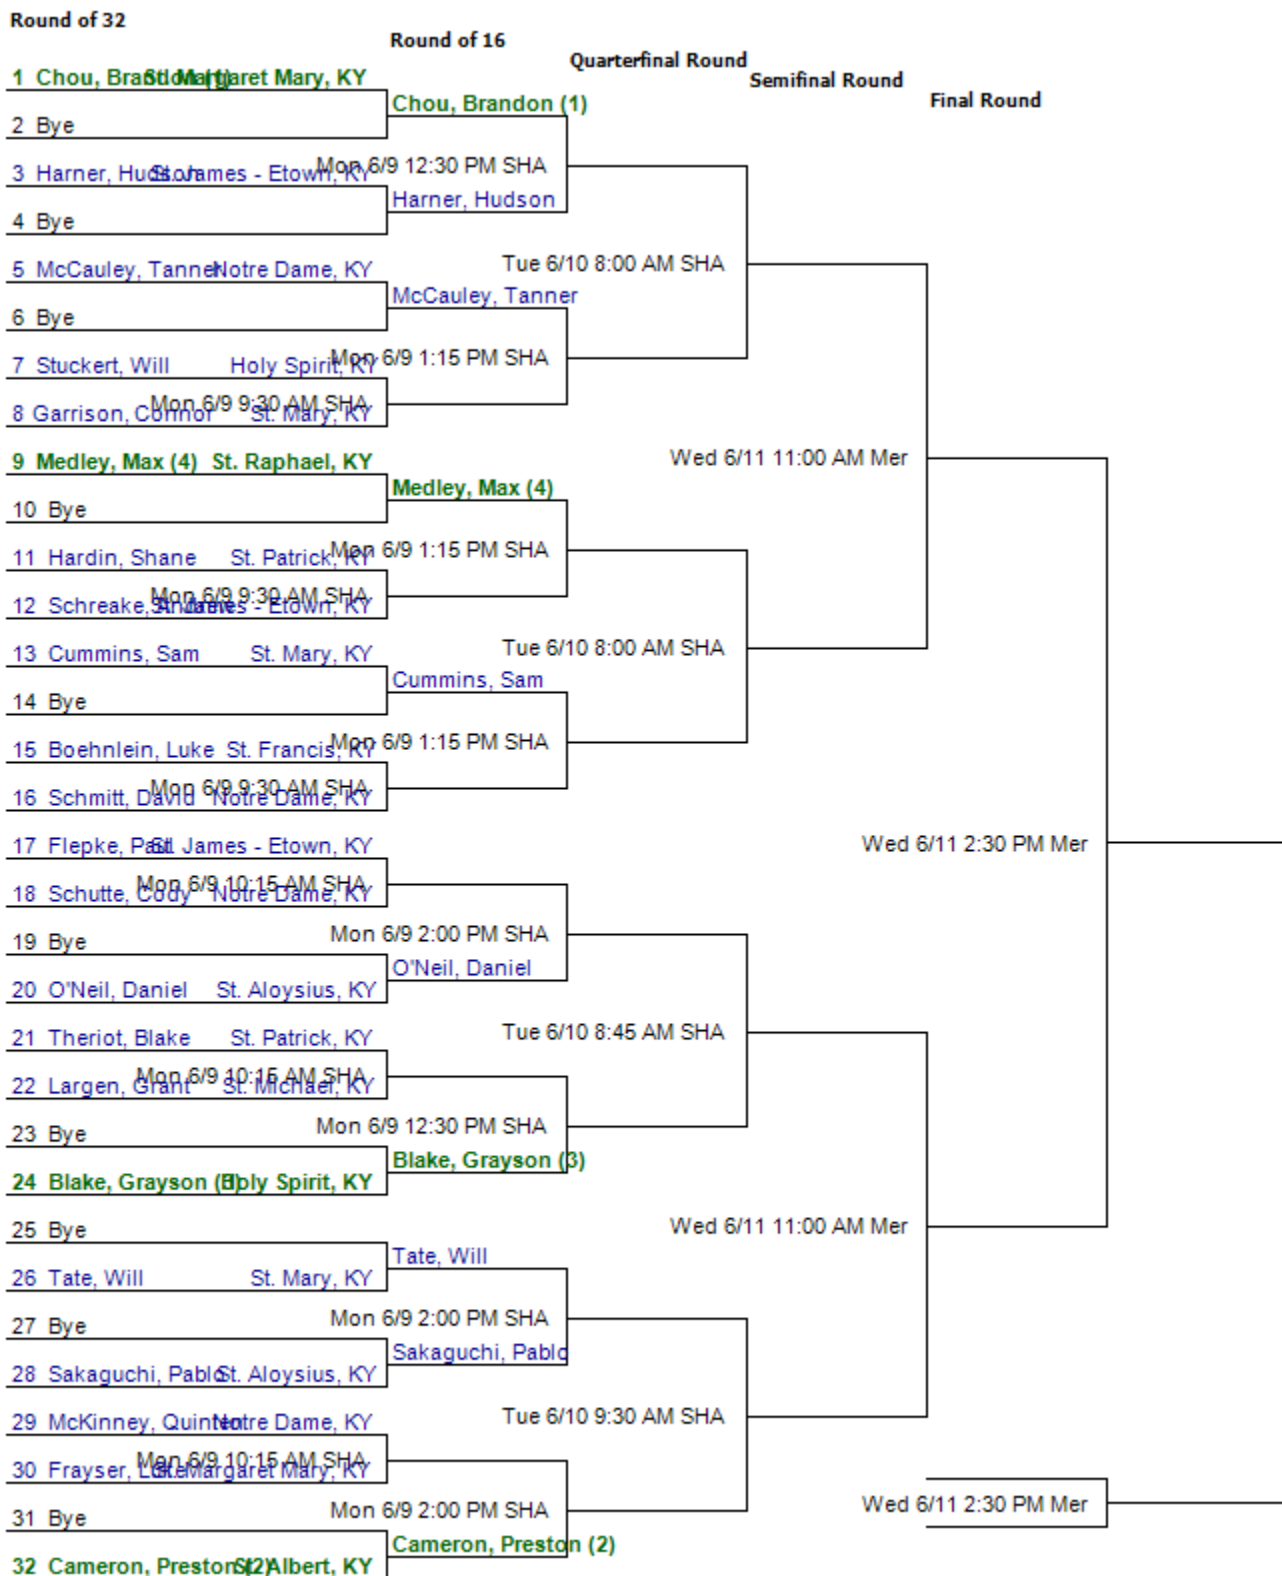 Round of 32
Round of 16
Quarterfinal Round
Semifinal Round
Final Round
1 Chou, Brandon (1) St. Margaret Mary, KY
Chou, Brandon (1)
2 Bye
Mon 6/9 12:30 PM SHA
3 Harner, Hudson St. James - Etown, KY
Harner, Hudson
4 Bye
Tue 6/10 8:00 AM SHA
5 McCauley, Tanner Notre Dame, KY
McCauley, Tanner
6 Bye
Mon 6/9 1:15 PM SHA
7 Stuckert, Will Holy Spirit, KY
Mon 6/9 9:30 AM SHA
8 Garrison, Connor St. Mary, KY
Wed 6/11 11:00 AM Mer
9 Medley, Max (4) St. Raphael, KY
Medley, Max (4)
10 Bye
Mon 6/9 1:15 PM SHA
11 Hardin, Shane St. Patrick, KY
Mon 6/9 9:30 AM SHA
12 Schreake, Andrew St. James - Etown, KY
Tue 6/10 8:00 AM SHA
13 Cummins, Sam St. Mary, KY
Cummins, Sam
14 Bye
Mon 6/9 1:15 PM SHA
15 Boehnlein, Luke St. Francis, KY
Mon 6/9 9:30 AM SHA
16 Schmitt, David Notre Dame, KY
Wed 6/11 2:30 PM Mer
17 Flepke, Paul St. James - Etown, KY
Mon 6/9 10:15 AM SHA
18 Schutte, Cody Notre Dame, KY
Mon 6/9 2:00 PM SHA
19 Bye
O'Neil, Daniel
20 O'Neil, Daniel St. Aloysius, KY
Tue 6/10 8:45 AM SHA
21 Theriot, Blake St. Patrick, KY
Mon 6/9 10:15 AM SHA
22 Largen, Grant St. Michael, KY
Mon 6/9 12:30 PM SHA
23 Bye
Blake, Grayson (3)
24 Blake, Grayson (3) Holy Spirit, KY
Wed 6/11 11:00 AM Mer
25 Bye
Tate, Will
26 Tate, Will St. Mary, KY
Mon 6/9 2:00 PM SHA
27 Bye
Sakaguchi, Pablo
28 Sakaguchi, Pablo St. Aloysius, KY
Tue 6/10 9:30 AM SHA
29 McKinney, Quinten Notre Dame, KY
Mon 6/9 10:15 AM SHA
30 Frayser, Luke St. Margaret Mary, KY
Wed 6/11 2:30 PM Mer
Mon 6/9 2:00 PM SHA
31 Bye
Cameron, Preston (2)
32 Cameron, Preston (2) St. Albert, KY